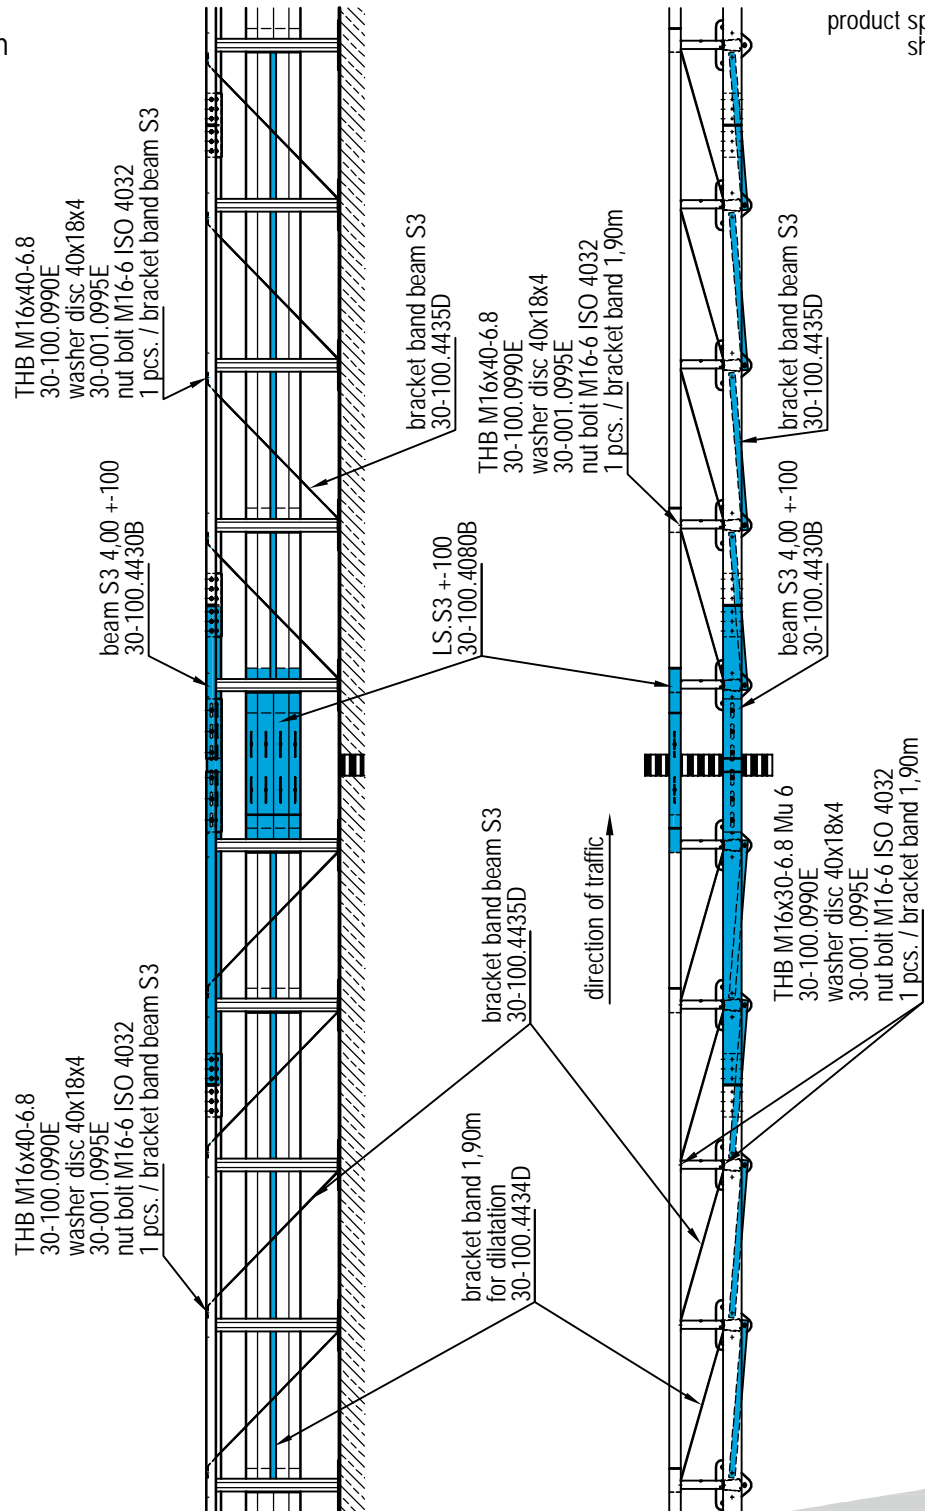 n
product sp
sh
THB M16x40-6.8
30-100.0990E
washer disc 40x18x4
30-001.0995E
nut bolt M16-6 ISO 4032
1 pcs. / bracket band beam S3
bracket band beam S3
30-100.4435D
THB M16x40-6.8
30-100.0990E
washer disc 40x18x4
30-001.0995E
nut bolt M16-6 ISO 4032
1 pcs. / bracket band 1,90m
bracket band beam S3
30-100.4435D
beam S3 4,00 +-100
30-100.4430B
LS.S3 +-100
30-100.4080B
beam S3 4,00 +-100
30-100.4430B
THB M16x40-6.8
30-100.0990E
washer disc 40x18x4
30-001.0995E
nut bolt M16-6 ISO 4032
1 pcs. / bracket band beam S3
bracket band beam S3
30-100.4435D
direction of traffic
THB M16x30-6.8 Mu 6
30-100.0990E
washer disc 40x18x4
30-001.0995E
nut bolt M16-6 ISO 4032
1 pcs. / bracket band 1,90m
bracket band 1,90m
for dilatation
30-100.4434D